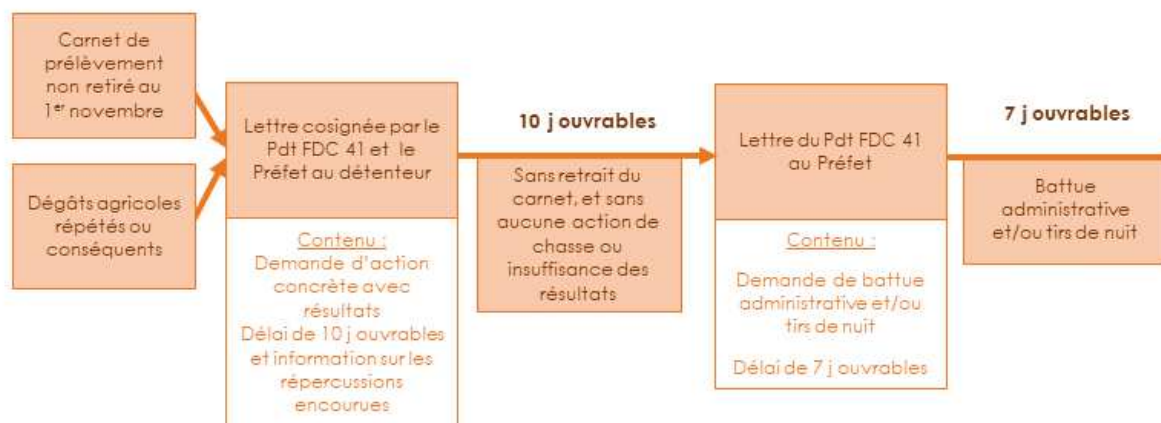 Carnet de
prélèvement
non retiré au
1er novembre
Dégâts agricoles
répétés ou
conséquents
Lettre cosignée par le
Pdt FDC 41 et le
Préfet au détenteur
Contenu :
Demande d'action
concrète avec
résultats
Délai de 10 j ouvrables
et information sur les
répercussions
encourues
10 j ouvrables
Sans retrait du
carnet, et sans
aucune action de
chasse ou
insuffisance des
résultats
Lettre du Pdt FDC 41
au Préfet
Contenu :
Demande de battue
administrative et/ou
tirs de nuit
Délai de 7 j ouvrables
7 j ouvrables
Battue
administrative
et/ou tirs de nuit